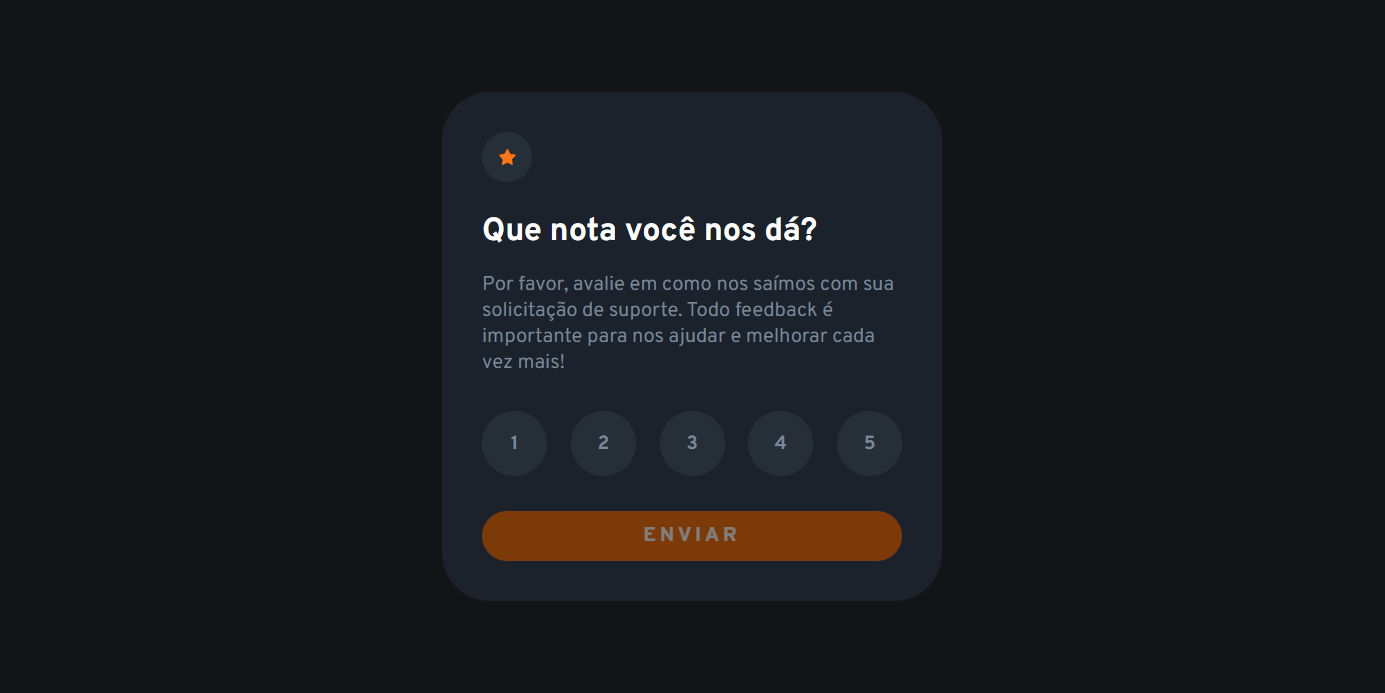 Que nota você nos dá?
Por favor, avalie em como nos saímos com sua
solicitação de suporte. Todo feedback é
importante para nos ajudar e melhorar cada
vez mais!
1 2 3 4 5
ENVIAR